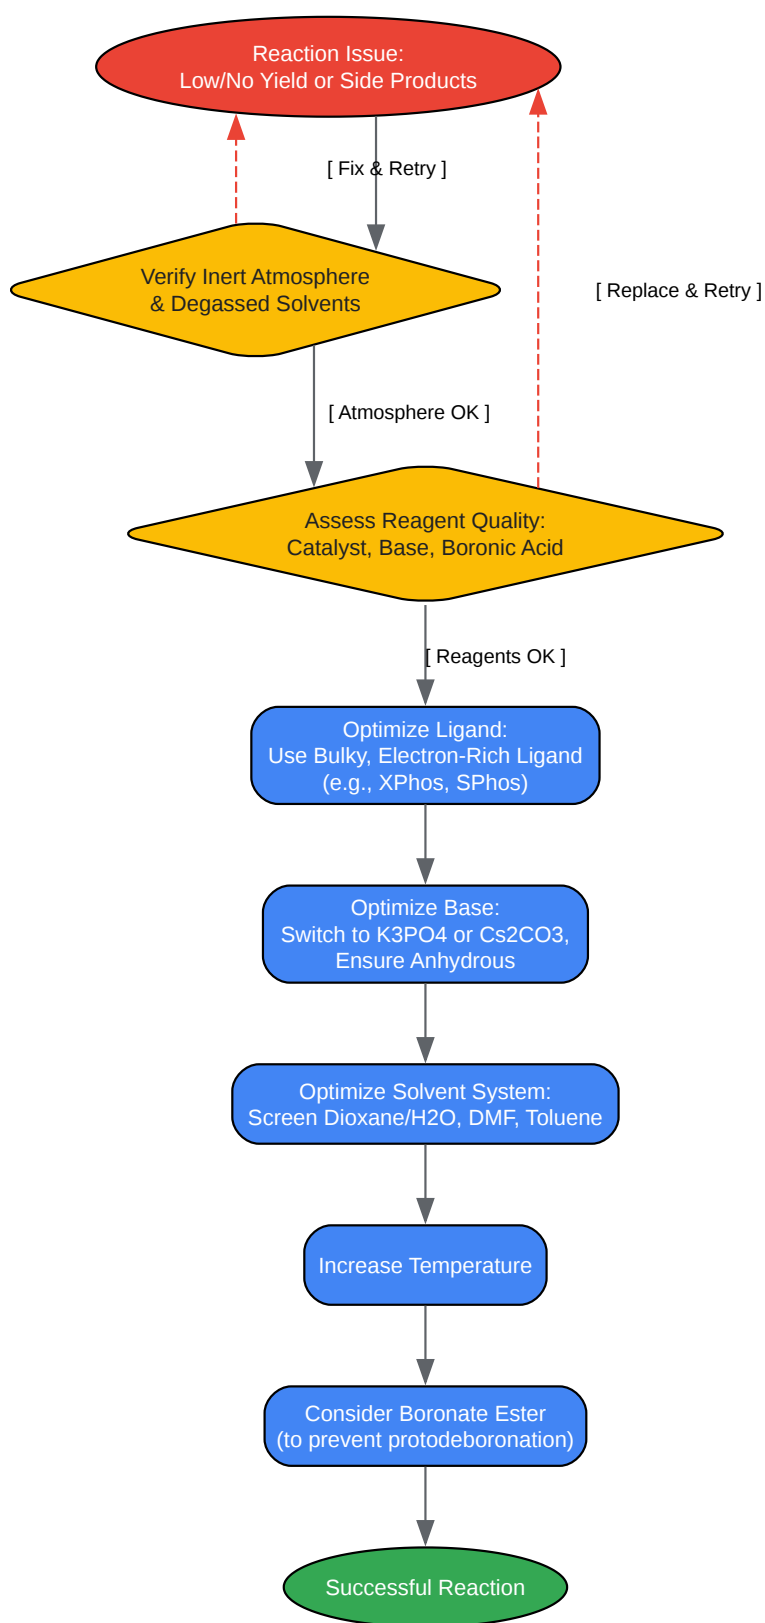 Reaction Issue:
Low/No Yield or Side Products
[ Fix & Retry ]
Verify Inert Atmosphere
& Degassed Solvents
[ Replace & Retry ]
[ Atmosphere OK ]
Assess Reagent Quality:
Catalyst, Base, Boronic Acid
[ Reagents OK ]
Optimize Ligand:
Use Bulky, Electron-Rich Ligand
(e.g., XPhos, SPhos)
Optimize Base:
Switch to K3PO4 or Cs2CO3,
Ensure Anhydrous
Optimize Solvent System:
Screen Dioxane/H2O, DMF, Toluene
Increase Temperature
Consider Boronate Ester
(to prevent protodeboronation)
Successful Reaction